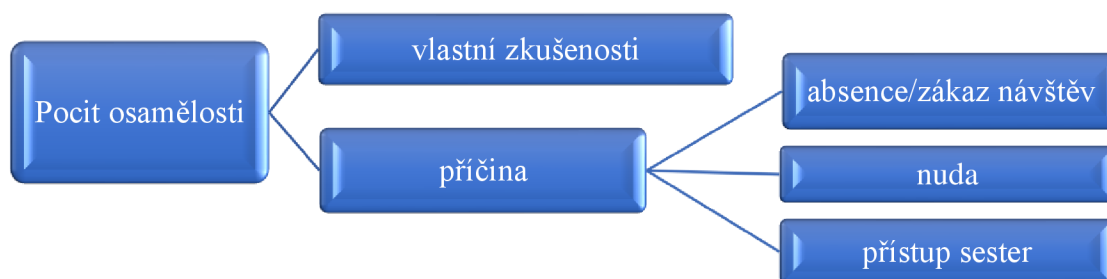 Pocit osamělosti
vlastní zkušenosti
příčina
absence/zákaz návštěv
nuda
přístup sester